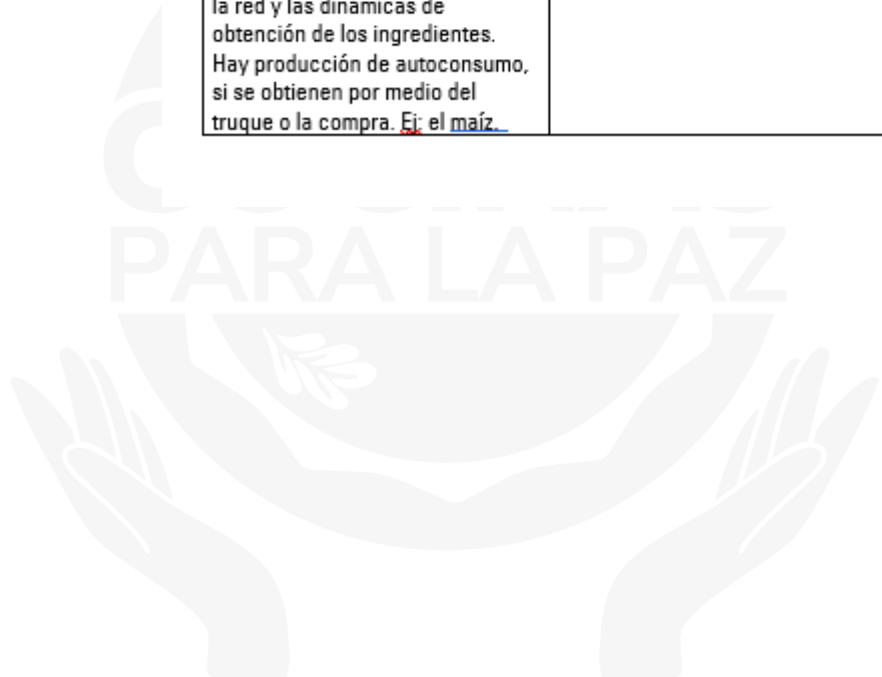 la red y las dinámicas de
obtención de los ingredientes.
Hay producción de autoconsumo,
si se obtienen por medio del
truque o la compra. Ej: el maíz.
PARA LA PAZ